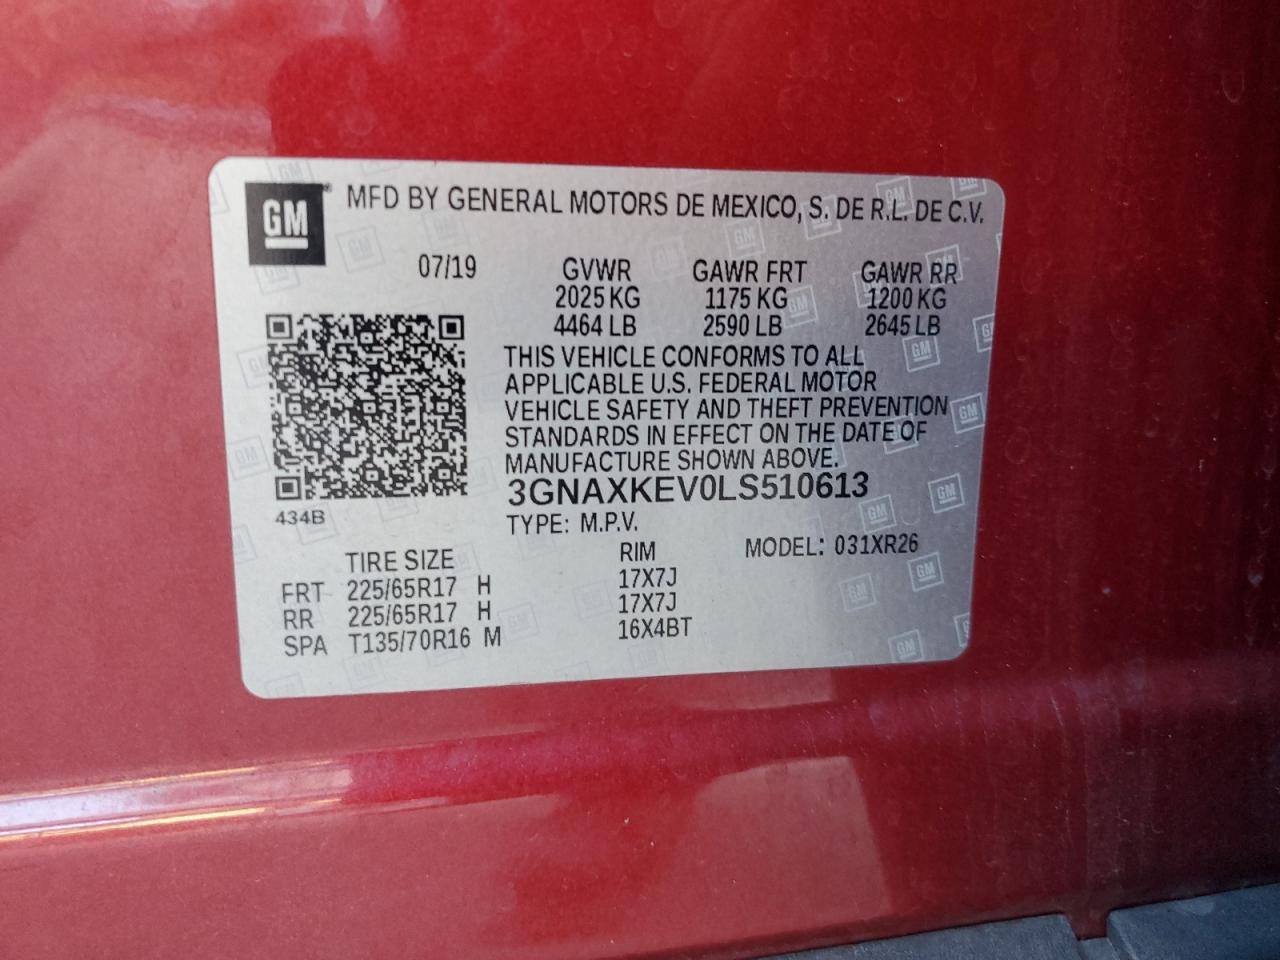 GM® MFD BY GENERAL MOTORS DE MEXICO, S. DE R.L. DE C.V.
07/19 GVWR GAWR FRT GAWR RR
2025 KG 1175 KG 1200 KG
4464 LB 2590 LB 2645 LB
THIS VEHICLE CONFORMS TO ALL
APPLICABLE U.S. FEDERAL MOTOR
VEHICLE SAFETY AND THEFT PREVENTION
STANDARDS IN EFFECT ON THE DATE OF
MANUFACTURE SHOWN ABOVE.
3GNAXKEV0LS510613
434B
TYPE: M.P.V.
TIRE SIZE RIM MODEL: 031XR26
FRT 225/65R17 H 17X7J
RR 225/65R17 H 17X7J
SPA T135/70R16 M 16X4BT